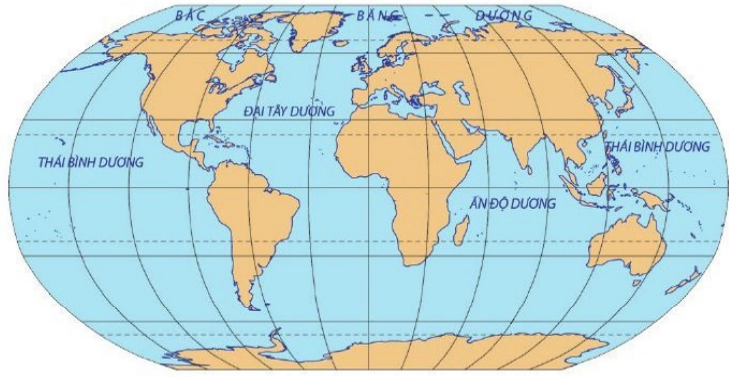 BẮC BĂNG DƯƠNG
ĐẠI TÂY DƯƠNG
THÁI BÌNH DƯƠNG
THÁI BÌNH DƯƠNG
ẤN ĐỘ DƯƠNG